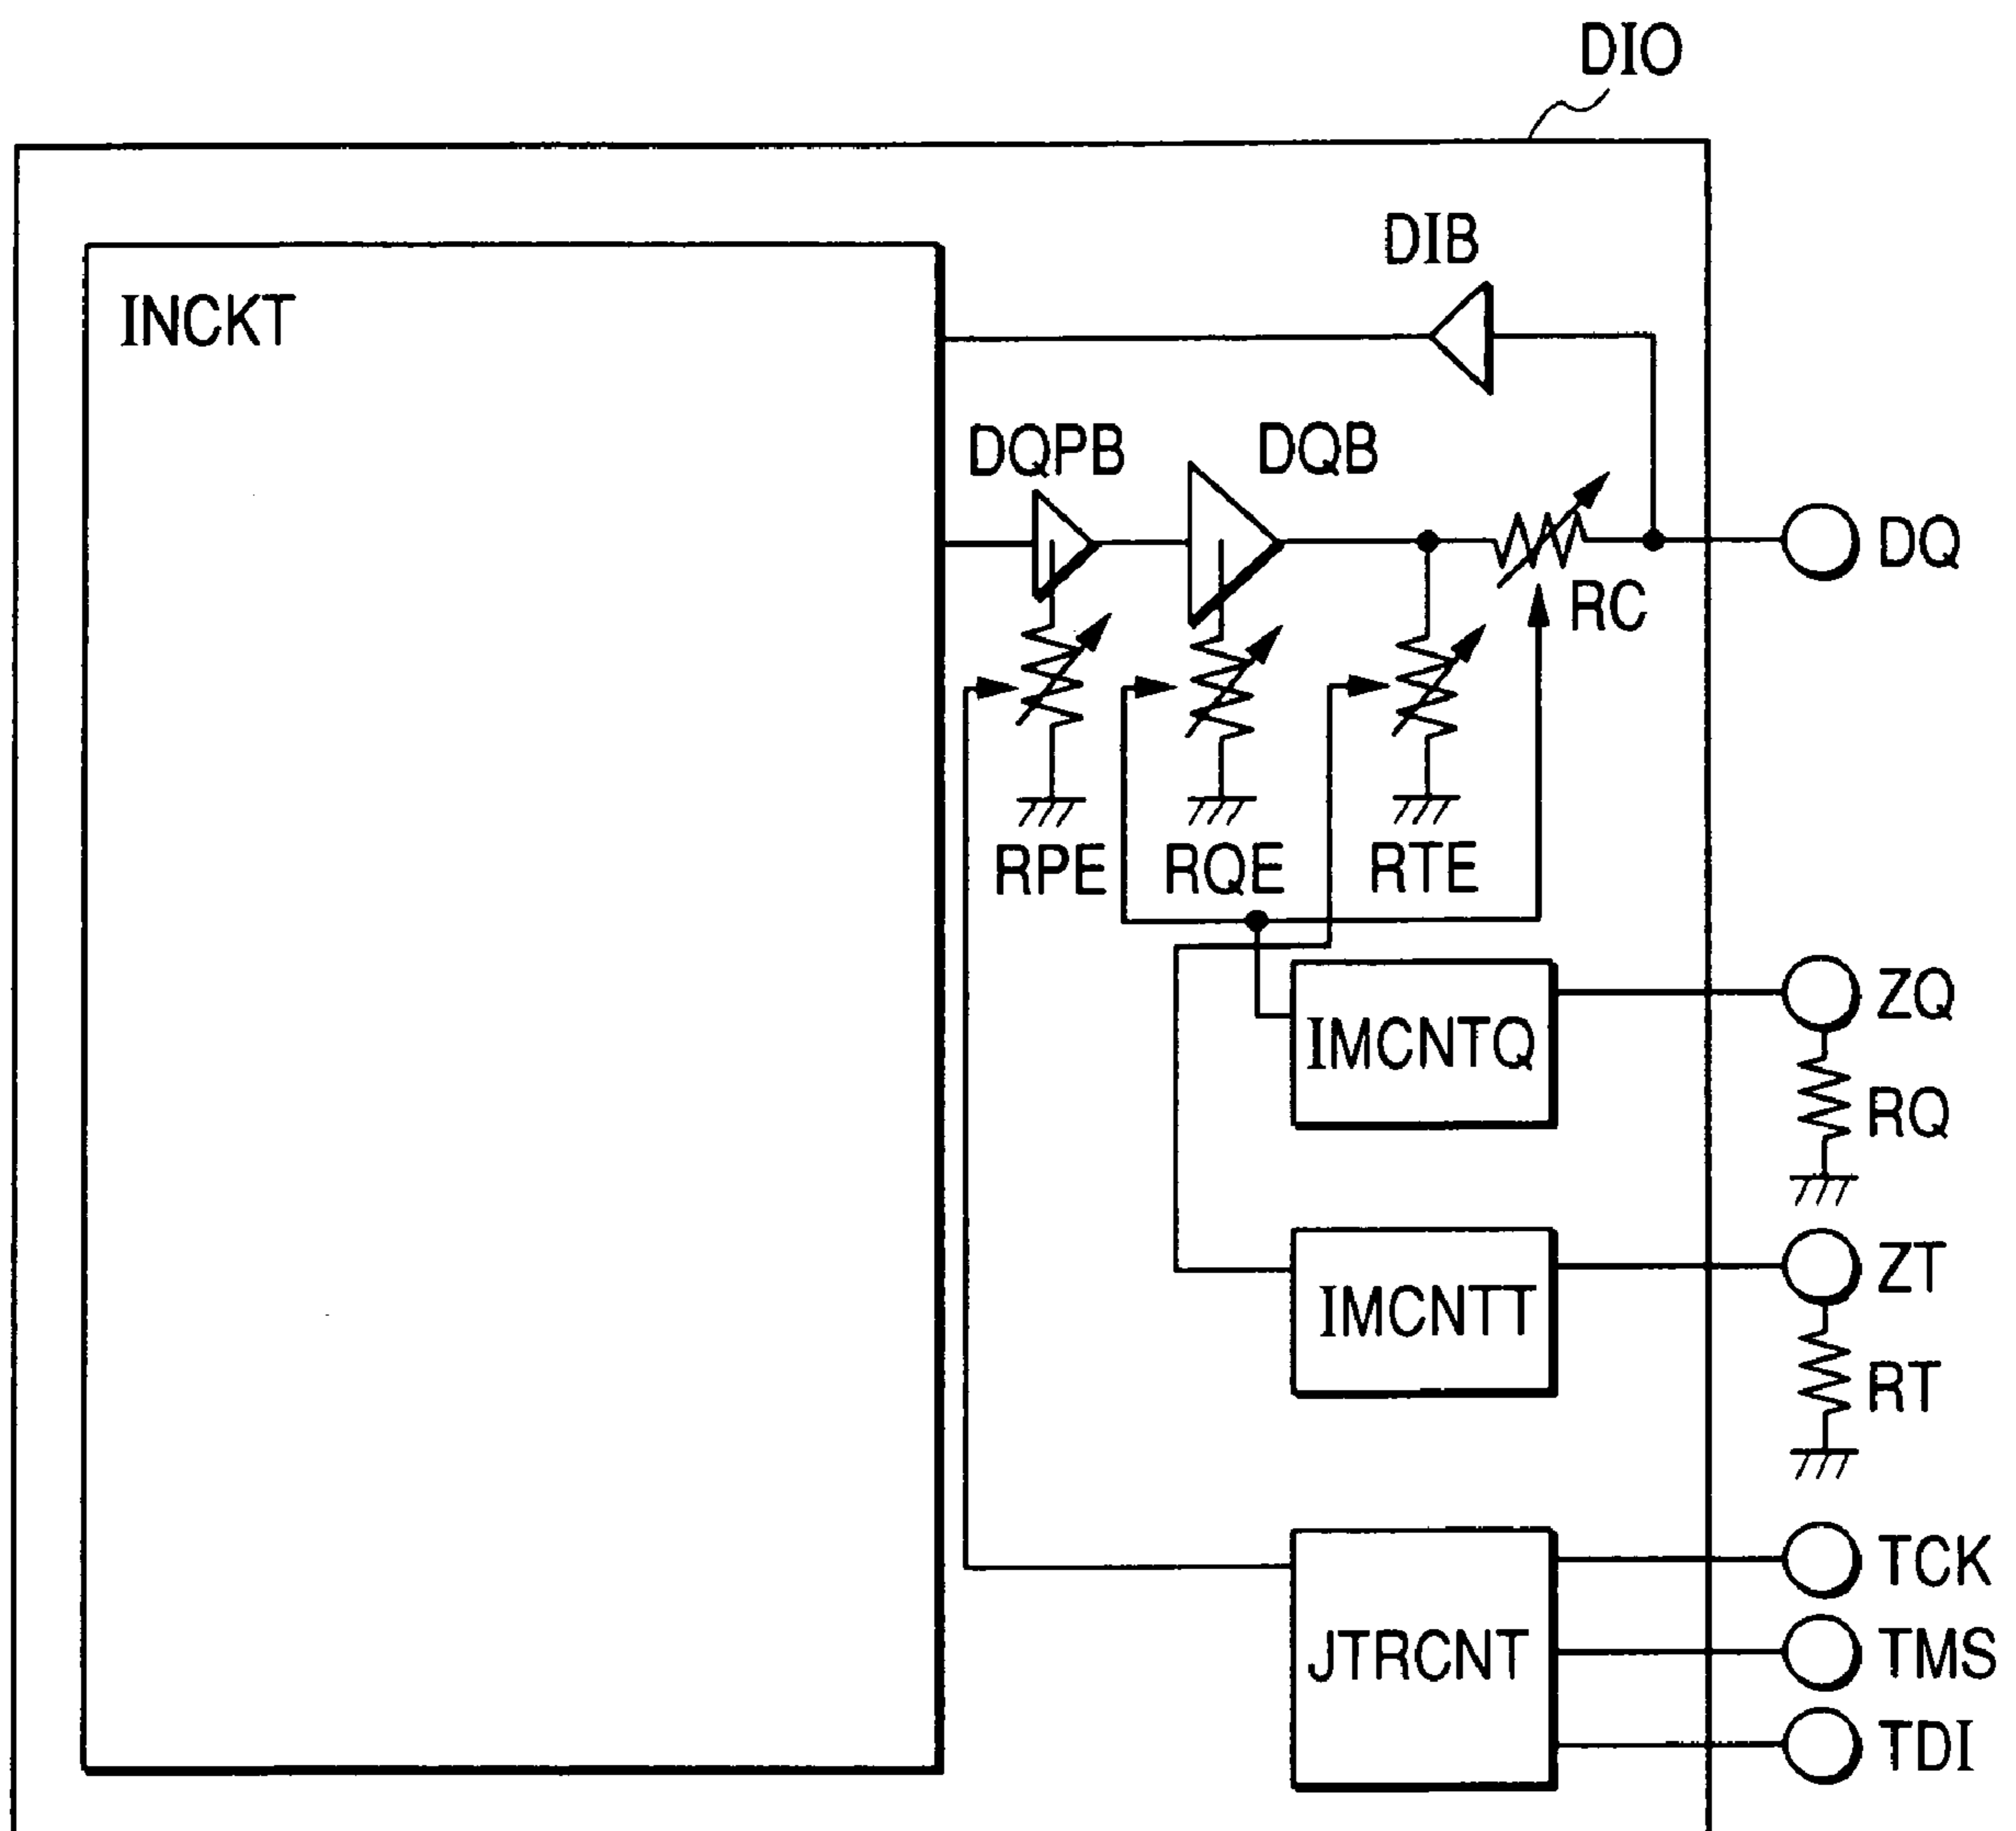 DIO
DIB
INCKT
DQPB
DQB
DQ
RC
RPE
RQE
RTE
ZQ
IMCNTQ
RQ
ZT
IMCNTT
RT
TCK
JTRCNT
TMS
TDI